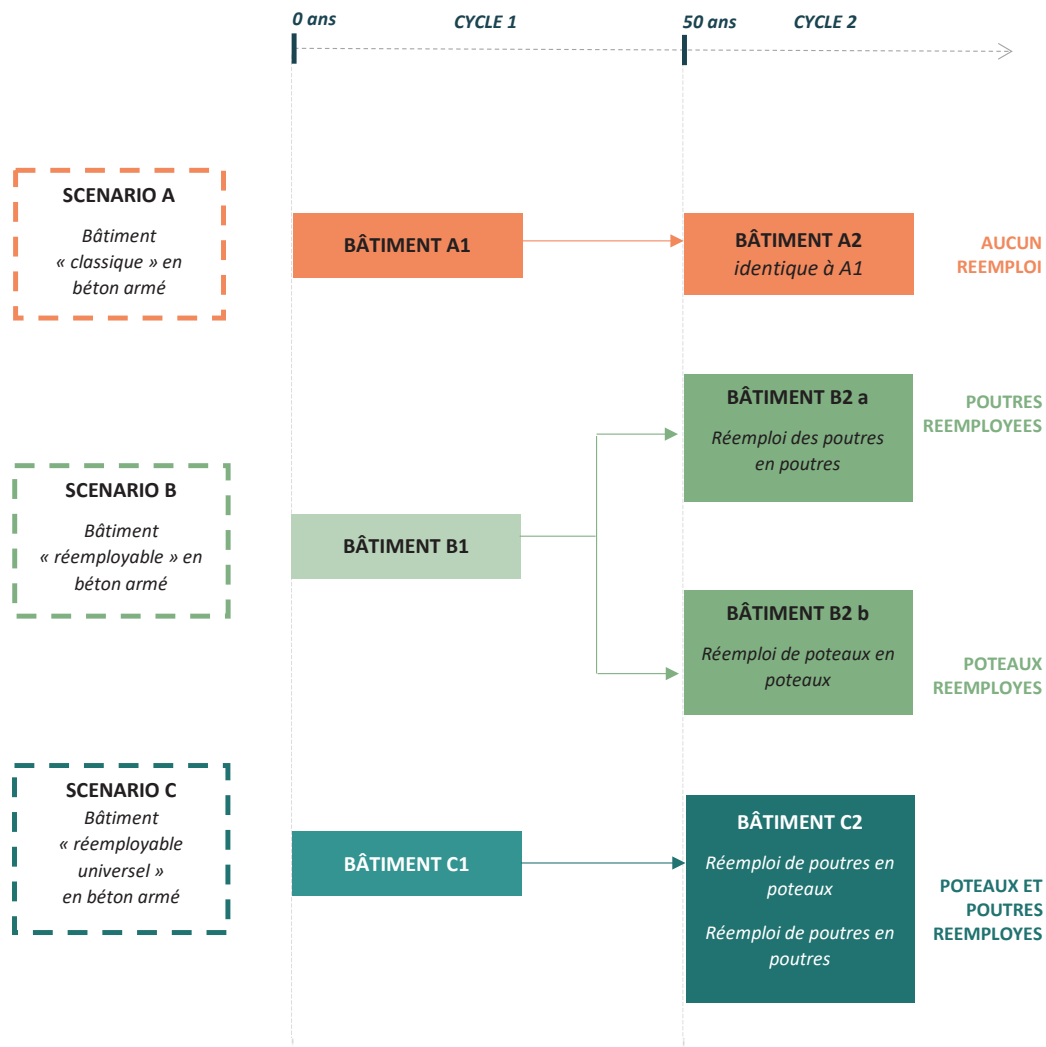 0 ans
CYCLE 1
50 ans
CYCLE 2
SCENARIO A
Bâtiment
« classique » en
béton armé
BÂTIMENT A1
BÂTIMENT A2
identique à A1
AUCUN
REEMPLOI
SCENARIO B
Bâtiment
« réemployable » en
béton armé
BÂTIMENT B1
BÂTIMENT B2 a
Réemploi des poutres
en poutres
POUTRES
REEMPLOYEES
BÂTIMENT B2 b
Réemploi de poteaux en
poteaux
POTEAUX
REEMPLOYES
SCENARIO C
Bâtiment
« réemployable
universel »
en béton armé
BÂTIMENT C1
BÂTIMENT C2
Réemploi de poutres en
poteaux
Réemploi de poutres en
poutres
POTEAUX ET
POUTRES
REEMPLOYES